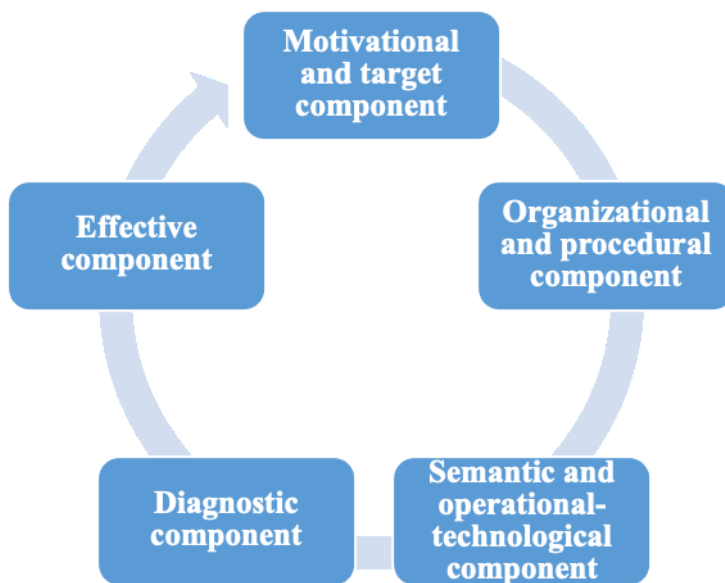 Motivational
and target
component
Organizational
and procedural
component
Semantic and
operational-
technological
component
Diagnostic
component
Effective
component